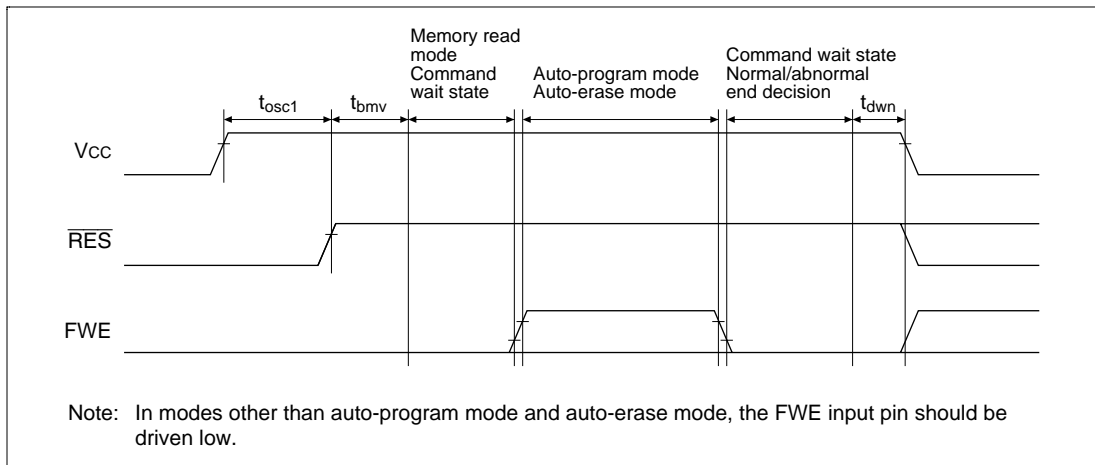 Memory read
mode
Command
wait state
Auto-program mode
Auto-erase mode
Command wait state
Normal/abnormal
end decision
tosc1
tbmv
tdwn
VCC
RES
FWE
Note: In modes other than auto-program mode and auto-erase mode, the FWE input pin should be
driven low.